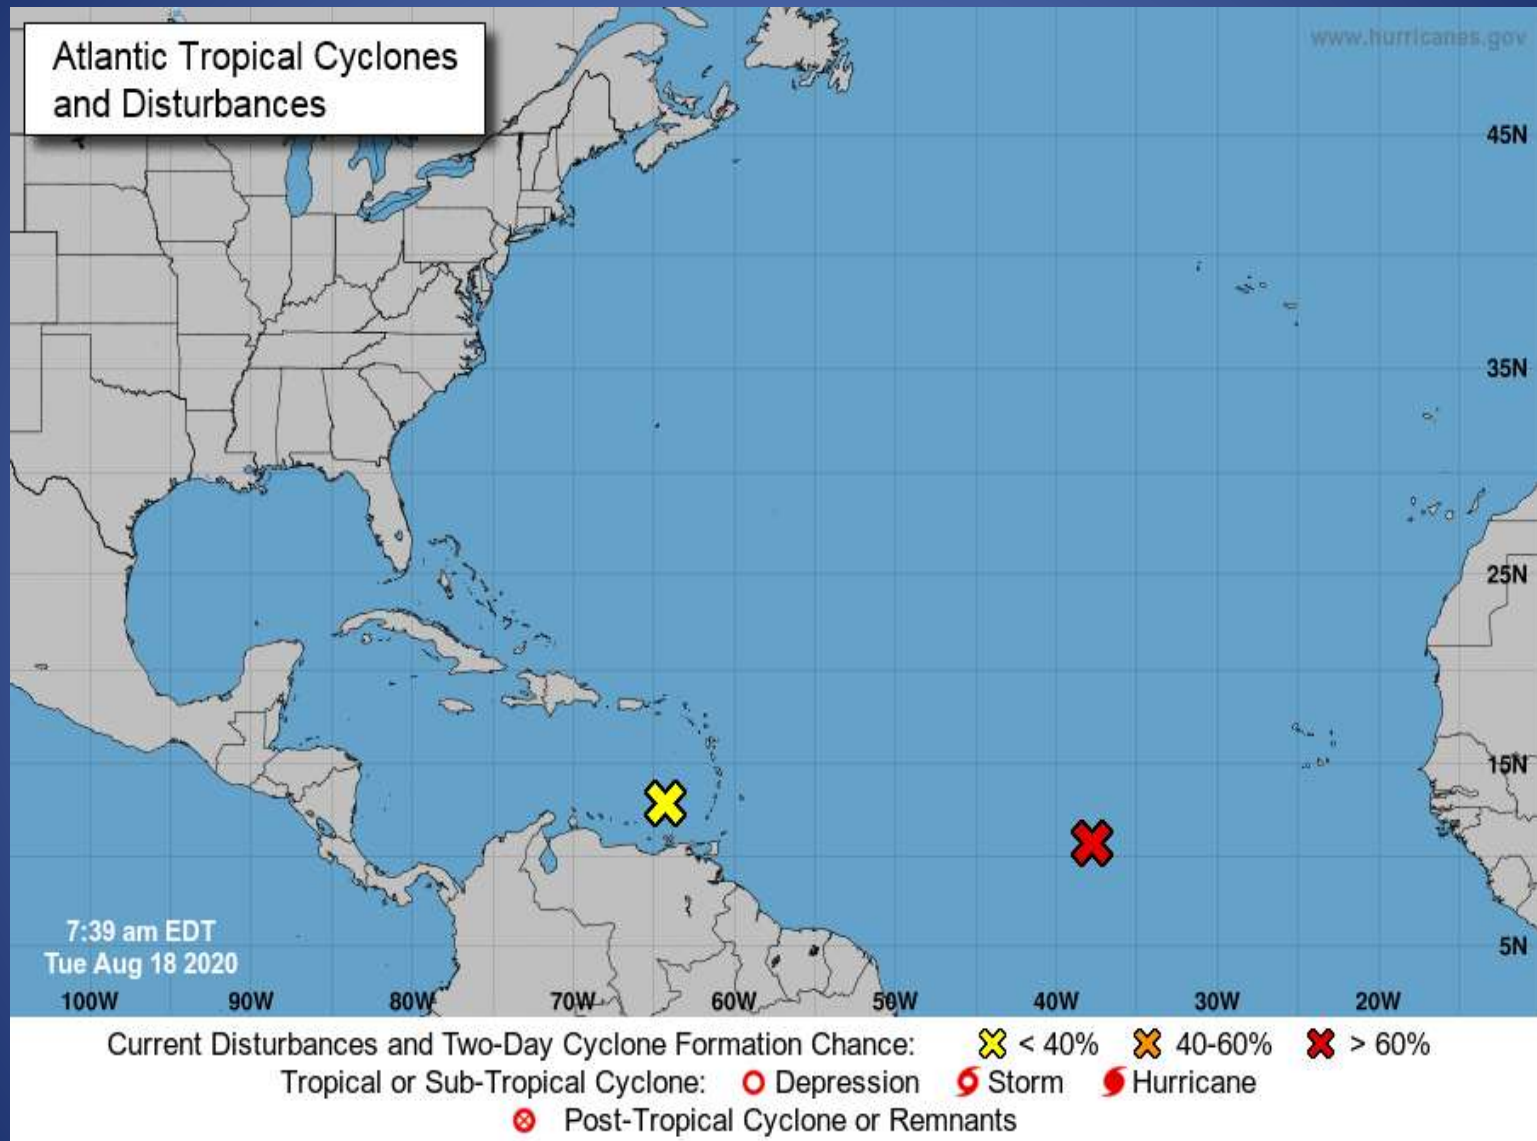 Atlantic Tropical Cyclones
and Disturbances
www.hurricanes.gov
45N
35N
25N
15N
5N
7:39 am EDT
Tue Aug 18 2020
100W 90W 80W 70W 60W 50W 40W 30W 20W
Current Disturbances and Two-Day Cyclone Formation Chance: < 40% 40-60% > 60%
Tropical or Sub-Tropical Cyclone: Depression Storm Hurricane
Post-Tropical Cyclone or Remnants